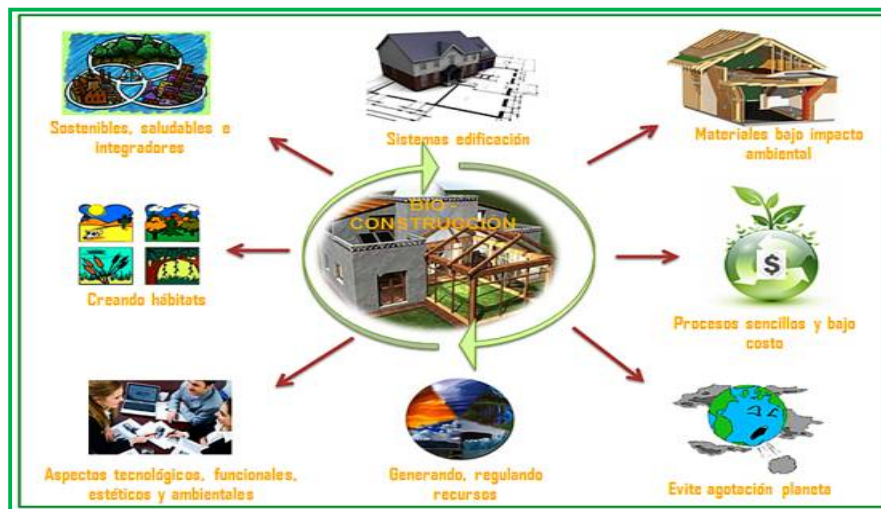 Sostenibles, saludables e
integradores
Sistemas edificación
Materiales bajo impacto
ambiental
BIO -
CONSTRUCCIÓN
Creando hábitats
$
Procesos sencillos y bajo
costo
Aspectos tecnológicos, funcionales,
estéticos y ambientales
Generando, regulando
recursos
Evite agotación planeta